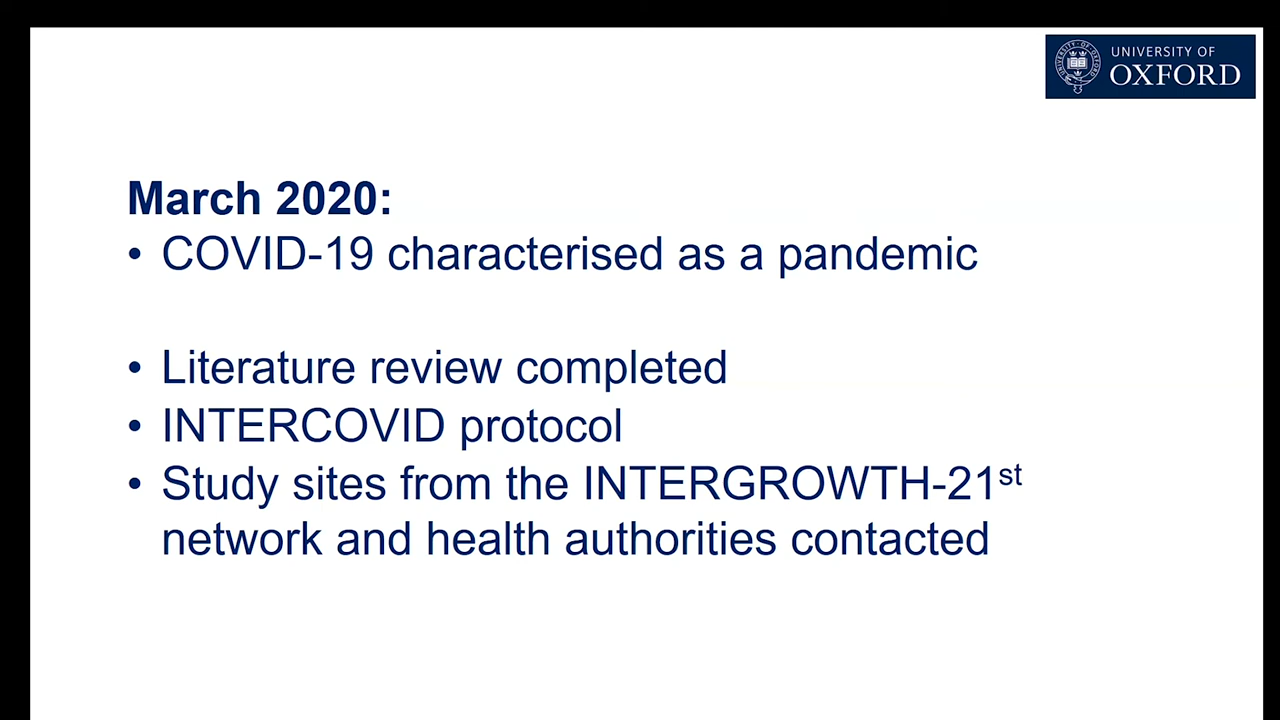 UNIVERSITY OF
OXFORD
March 2020:
• COVID-19 characterised as a pandemic
• Literature review completed
• INTERCOVID protocol
• Study sites from the INTERGROWTH-21st
network and health authorities contacted